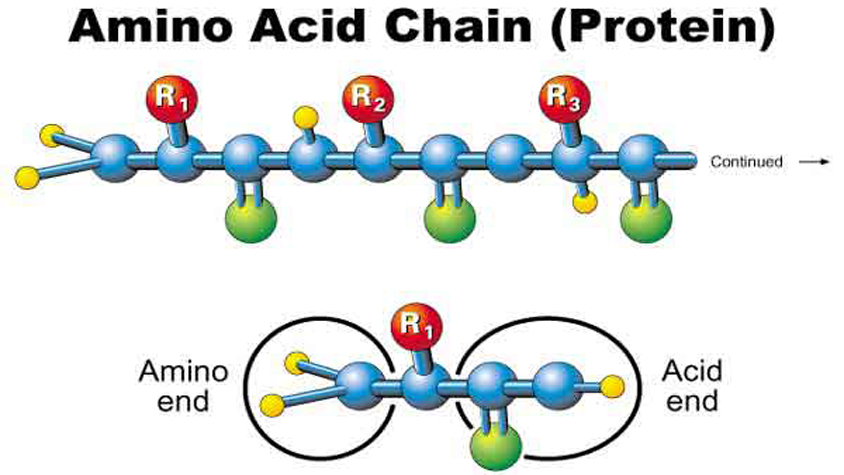 Amino Acid Chain (Protein)
R1 R2 R3
Continued
R1
Amino
end
Acid
end